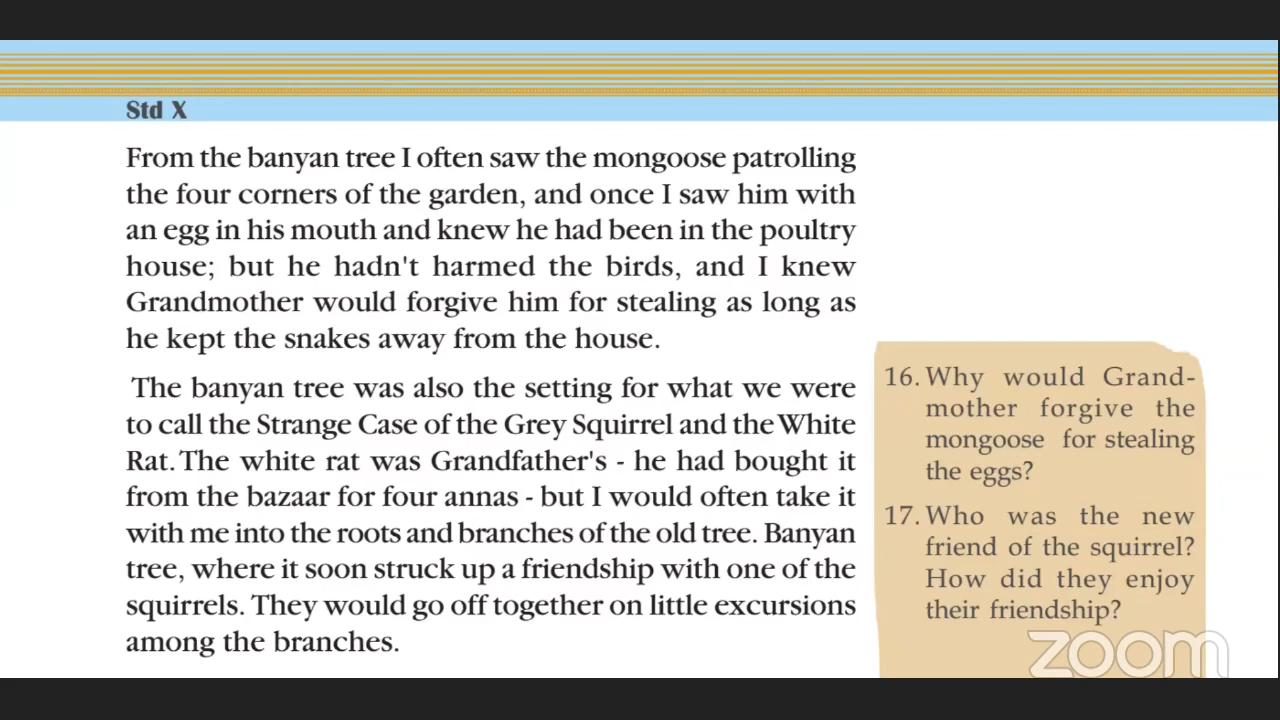 Std X
From the banyan tree I often saw the mongoose patrolling
the four corners of the garden, and once I saw him with
an egg in his mouth and knew he had been in the poultry
house; but he hadn't harmed the birds, and I knew
Grandmother would forgive him for stealing as long as
he kept the snakes away from the house.
The banyan tree was also the setting for what we were
to call the Strange Case of the Grey Squirrel and the White
Rat. The white rat was Grandfather's - he had bought it
from the bazaar for four annas - but I would often take it
with me into the roots and branches of the old tree. Banyan
tree, where it soon struck up a friendship with one of the
squirrels. They would go off together on little excursions
among the branches.
16. Why would Grand-
mother forgive the
mongoose for stealing
the eggs?
17. Who was the new
friend of the squirrel?
How did they enjoy
their friendship?
zoom